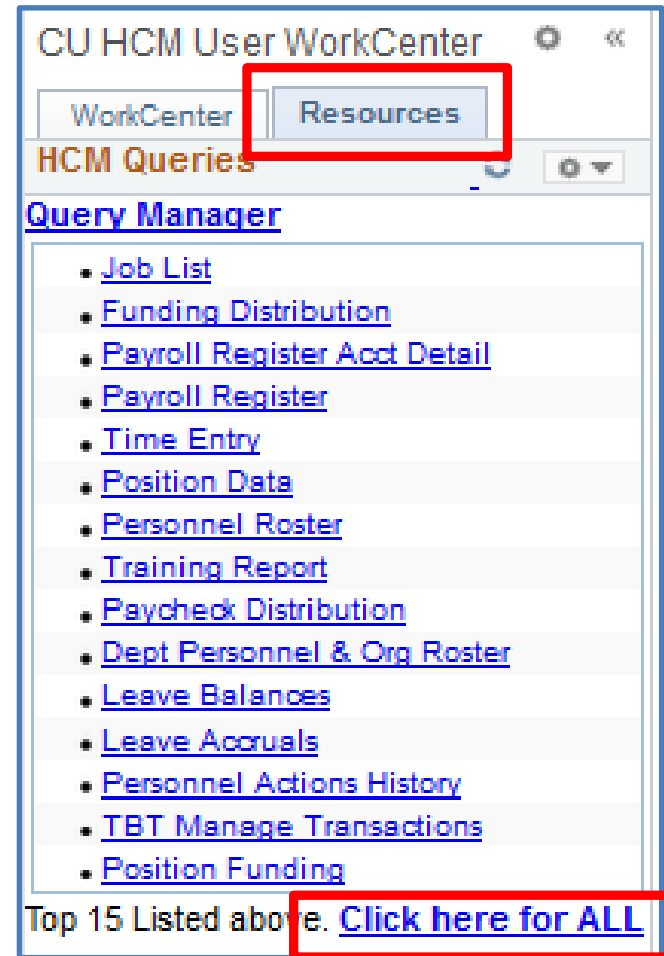 CU HCM User WorkCenter «
WorkCenter Resources
HCM Queries
Query Manager
• Job List
• Funding Distribution
• Payroll Register Acct Detail
• Payroll Register
• Time Entry
• Position Data
• Personnel Roster
• Training Report
• Paycheck Distribution
• Dept Personnel & Org Roster
• Leave Balances
• Leave Accruals
• Personnel Actions History
• TBT Manage Transactions
• Position Funding
Top 15 Listed above. Click here for ALL